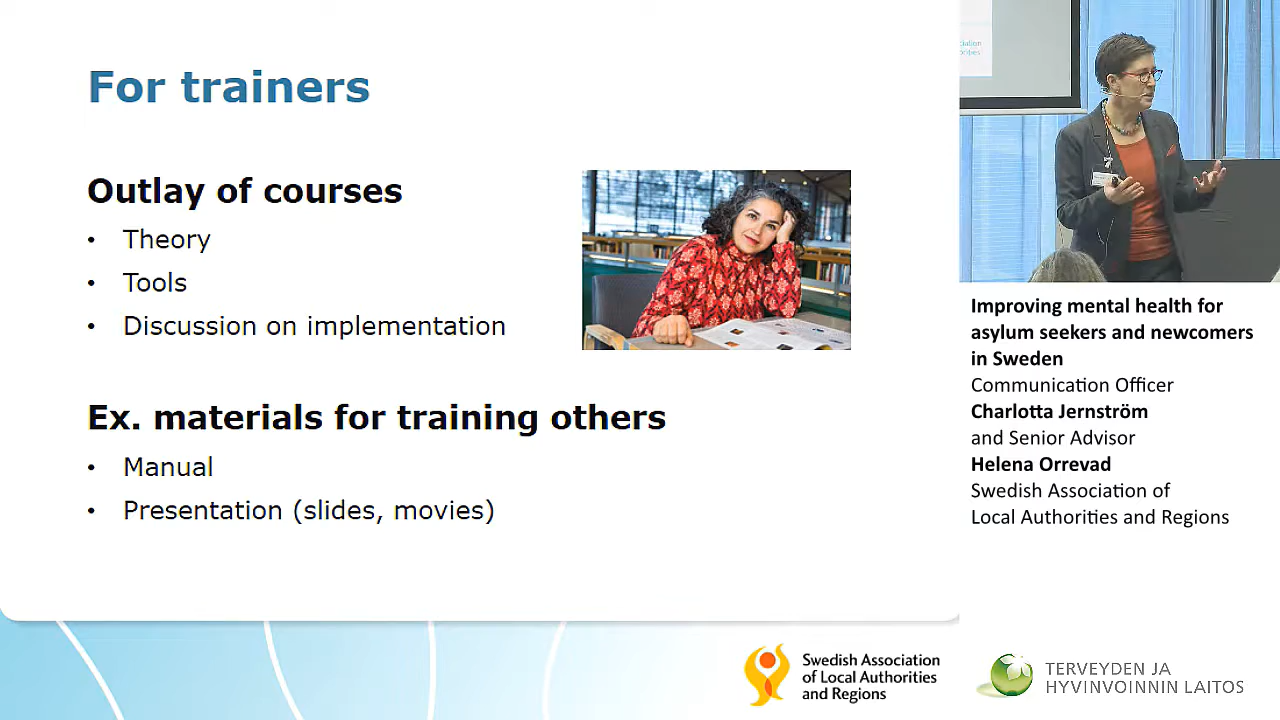 For trainers
Outlay of courses
• Theory
• Tools
• Discussion on implementation
Ex. materials for training others
• Manual
• Presentation (slides, movies)
Swedish Association
of Local Authorities
and Regions
Improving mental health for
asylum seekers and newcomers
in Sweden
Communication Officer
Charlotta Jernström
and Senior Advisor
Helena Orrevad
Swedish Association of
Local Authorities and Regions
TERVEYDEN JA
HYVINVOINNIN LAITOS